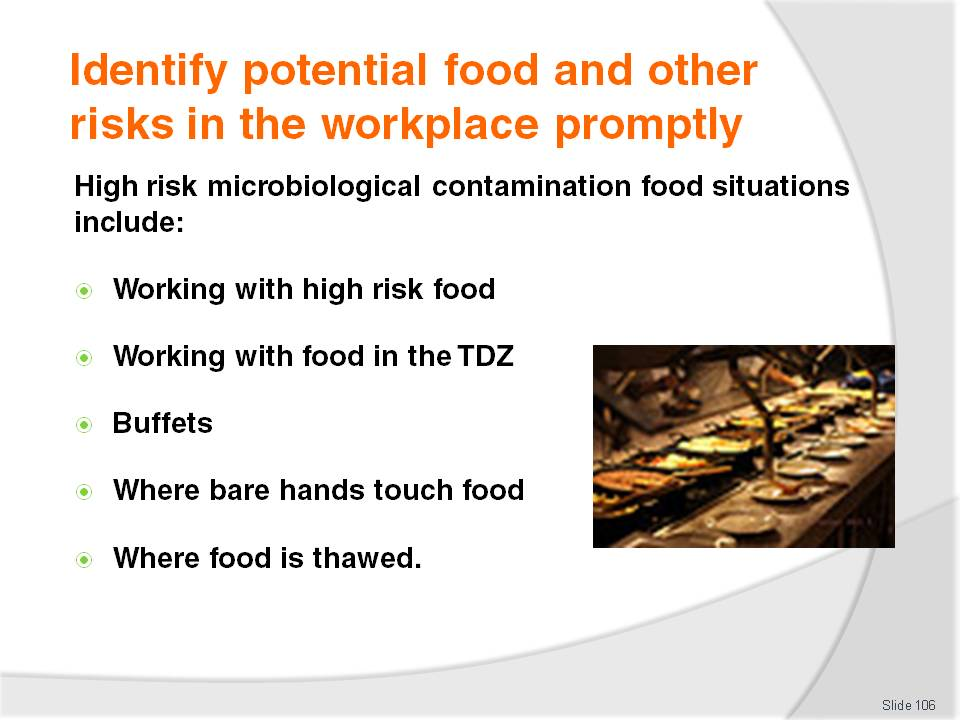 Identify potential food and other
risks in the workplace promptly
High risk microbiological contamination food situations
include:
Working with high risk food
Working with food in the TDZ
Buffets
Where bare hands touch food
Where food is thawed.
Slide 106